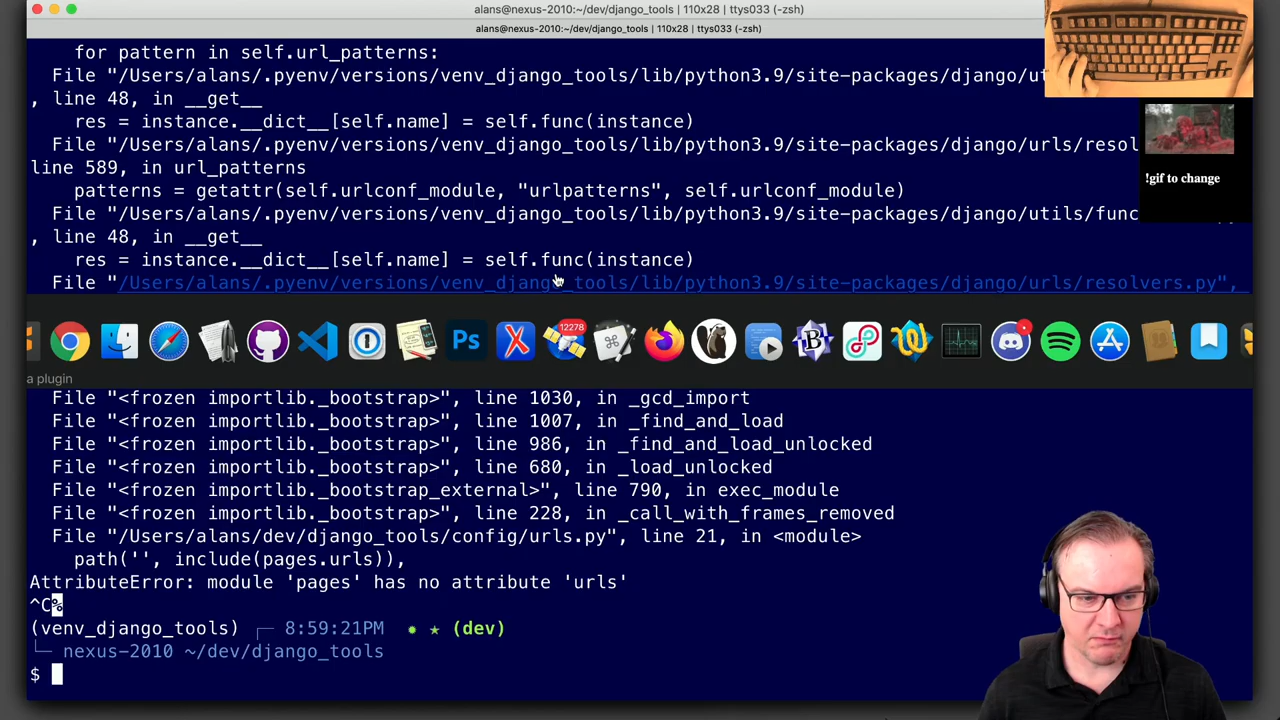 alans@nexus-2010:~/dev/django_tools | 110x28 | ttys033 (-zsh)
alans@nexus-2010:~/dev/django_tools | 110x28 | ttys033 (-zsh)
for pattern in self.url_patterns:
File "/Users/alans/.pyenv/versions/venv_django_tools/lib/python3.9/site-packages/django/ut
, line 48, in __get__
res = instance.__dict__[self.name] = self.func(instance)
File "/Users/alans/.pyenv/versions/venv_django_tools/lib/python3.9/site-packages/django/urls/resol
line 589, in url_patterns
patterns = getattr(self.urlconf_module, "urlpatterns", self.urlconf_module)
File "/Users/alans/.pyenv/versions/venv_django_tools/lib/python3.9/site-packages/django/utils/func
, line 48, in __get__
res = instance.__dict__[self.name] = self.func(instance)
File "/Users/alans/.pyenv/versions/venv_django_tools/lib/python3.9/site-packages/django/urls/resolvers.py",
!gif to change
Ps
12278
B
a plugin
File "<frozen importlib._bootstrap>", line 1030, in _gcd_import
File "<frozen importlib._bootstrap>", line 1007, in _find_and_load
File "<frozen importlib._bootstrap>", line 986, in _find_and_load_unlocked
File "<frozen importlib._bootstrap>", line 680, in _load_unlocked
File "<frozen importlib._bootstrap_external>", line 790, in exec_module
File "<frozen importlib._bootstrap>", line 228, in _call_with_frames_removed
File "/Users/alans/dev/django_tools/config/urls.py", line 21, in <module>
path('', include(pages.urls)),
AttributeError: module 'pages' has no attribute 'urls'
^C%
(venv_django_tools) ┌─ 8:59:21PM ✹ ★ (dev)
└─ nexus-2010 ~/dev/django_tools
$